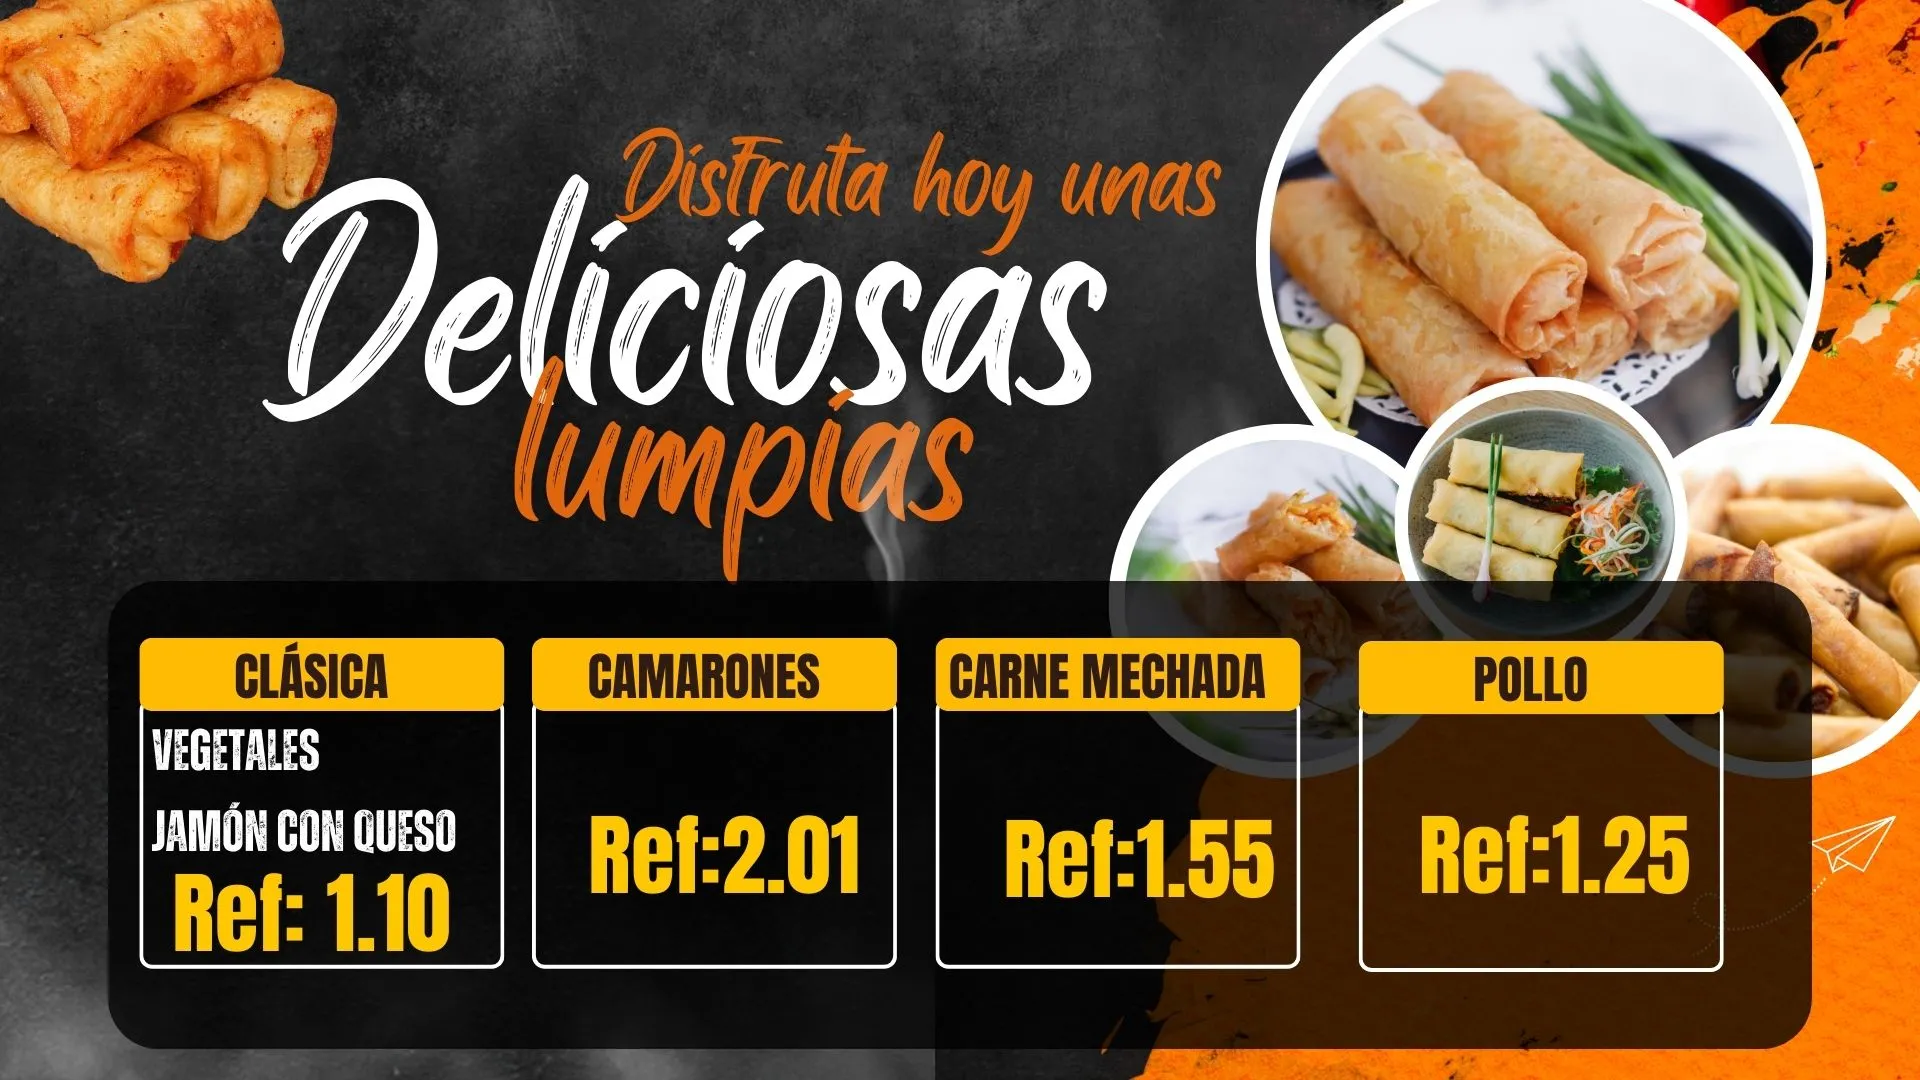 Disfruta hoy unas
Deliciosas
lumpias
CLÁSICA
VEGETALES
JAMÓN CON QUESO
Ref: 1.10
CAMARONES
Ref:2.01
CARNE MECHADA
Ref:1.55
POLLO
Ref:1.25